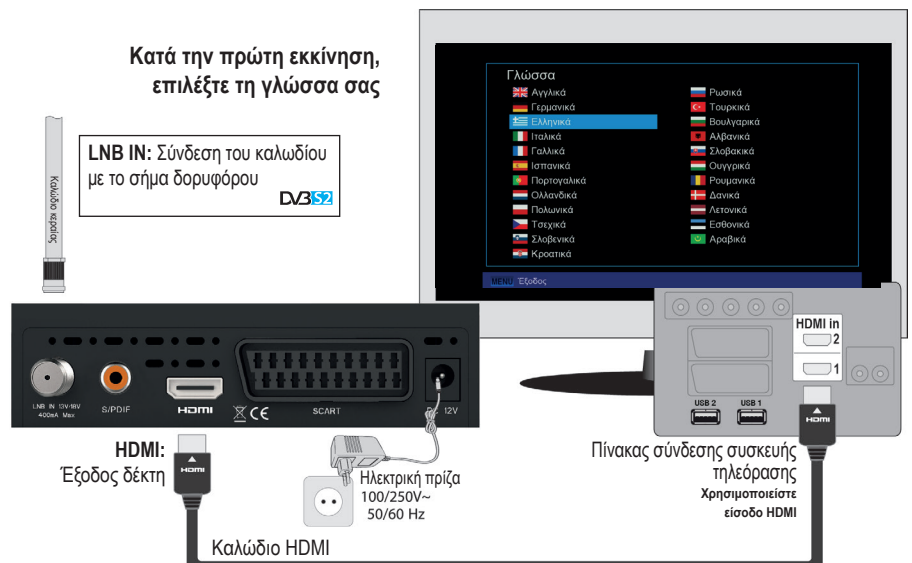 Κατά την πρώτη εκκίνηση,
επιλέξτε τη γλώσσα σας
Καλώδιο κεραίας
LNB IN: Σύνδεση του καλωδίου
με το σήμα δορυφόρου
DVB S2
Γλώσσα
Αγγλικά
Γερμανικά
Ελληνικά
Ιταλικά
Γαλλικά
Ισπανικά
Πορτογαλικά
Ολλανδικά
Πολωνικά
Τσεχικά
Σλοβενικά
Κροατικά
Ρωσικά
Τουρκικά
Βουλγαρικά
Αλβανικά
Σλοβακικά
Ουγγρικά
Ρουμανικά
Δανικά
Λετονικά
Εσθονικά
Αραβικά
MENU Έξοδος
LNB IN 13V-18V
400mA Max
S/PDIF
HDMI
CE
SCART
12V
HDMI in
2
1
USB 2
USB 1
HDMI:
Έξοδος δέκτη
HDMI
Ηλεκτρική πρίζα
100/250V~
50/60 Hz
Καλώδιο HDMI
HDMI
Πίνακας σύνδεσης συσκευής
τηλεόρασης
Χρησιμοποιείστε
είσοδο HDMI